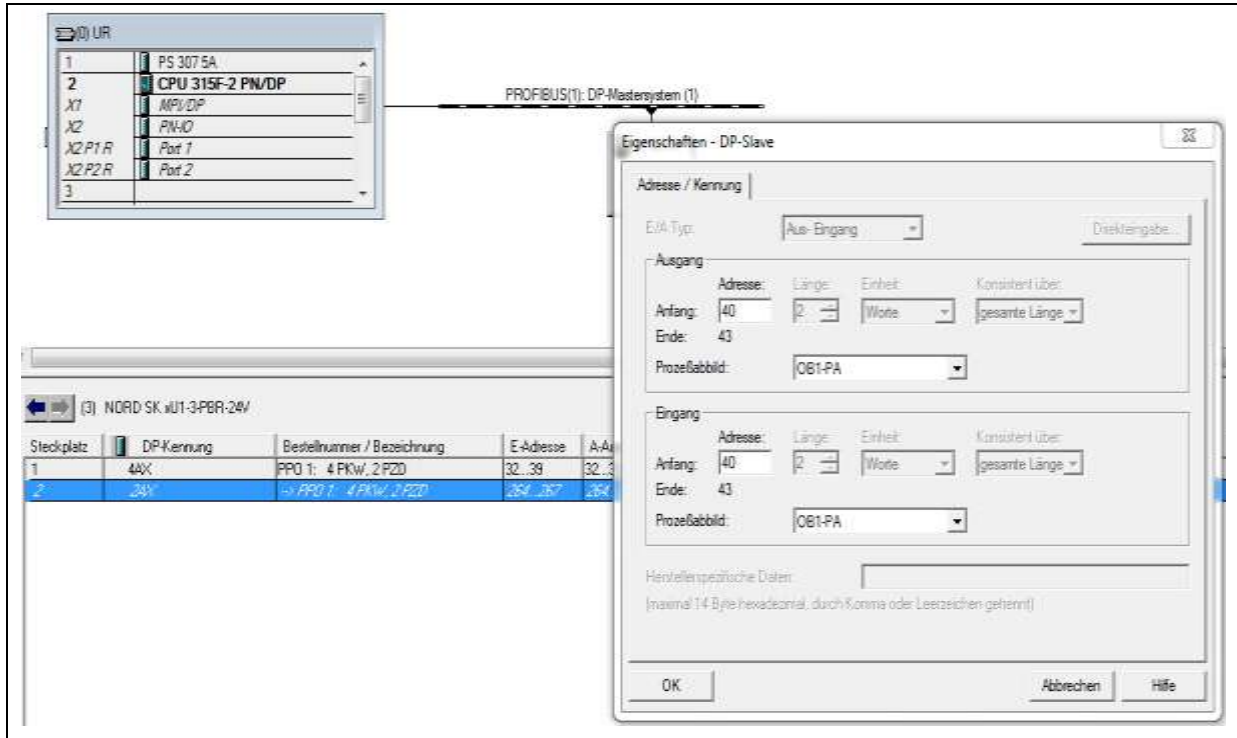 (0) UR
1 PS 307 5A
2 CPU 315F-2 PN/DP
X1 MPI/DP
X2 PN-IO
X2 P1 R Port 1
X2 P2 R Port 2
3
PROFIBUS(1): DP-Mastersystem (1)
Eigenschaften - DP-Slave
Adresse / Kennung
E/A Typ: Aus- Eingang Direkteingabe...
Ausgang
Adresse: Länge: Einheit: Konsistent über:
Anfang: 40 2 Worte gesamte Länge
Ende: 43
Prozeßabbild: OB1-PA
Eingang
Adresse: Länge: Einheit: Konsistent über:
Anfang: 40 2 Worte gesamte Länge
Ende: 43
Prozeßabbild: OB1-PA
Herstellerspezifische Daten:
(maximal 14 Byte hexadezimal, durch Komma oder Leerzeichen getrennt)
OK Abbrechen Hilfe
(3) NORD SK xU1-3-PBR-24V
Steckplatz DP-Kennung Bestellnummer / Bezeichnung E-Adresse
1 4AX PPO 1: 4 PKW, 2 PZD 32...39
2 2AX -> PPO 1: 4 PKW, 2 PZD 264...267 264